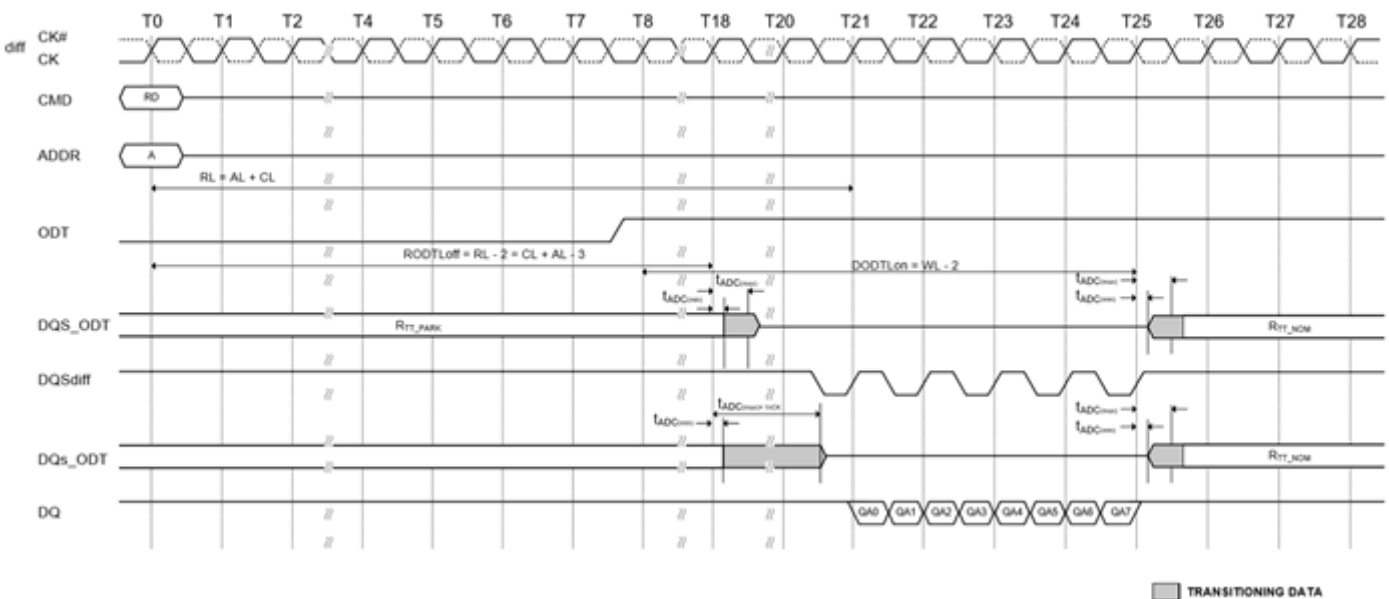 T0 T1 T2 T4 T5 T6 T7 T8 T18 T20 T21 T22 T23 T24 T25 T26 T27 T28
diff CK#
CK
CMD RD
ADDR A
RL = AL + CL
ODT
RODTLoff = RL - 2 = CL + AL - 3
DODTLon = WL - 2
tADC(max) tADC(max)
tADC(min) tADC(min)
DQS_ODT RTT_PARK RTT_NOM
DQSdiff
tADC(max)+ tADC(max)
tADC(min) tADC(min)
DQs_ODT RTT_NOM
DQ QA0 QA1 QA2 QA3 QA4 QA5 QA6 QA7
TRANSITIONING DATA